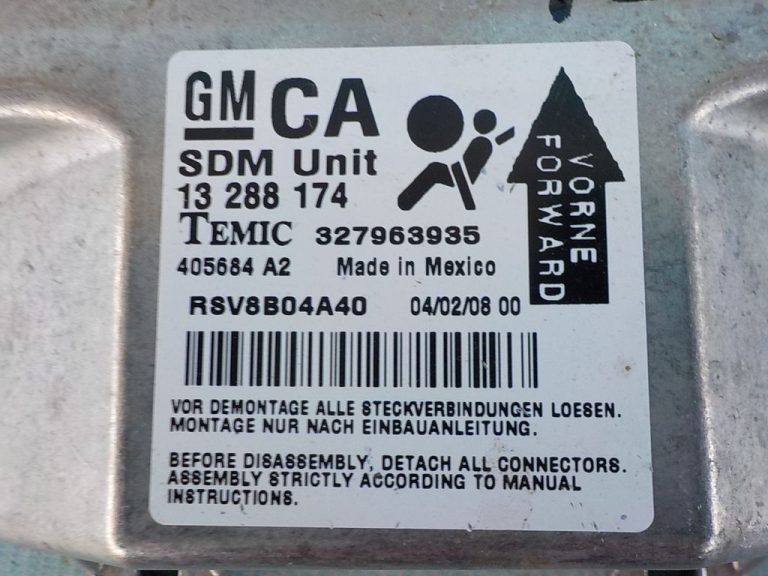 GM CA
SDM Unit
13 288 174
TEMIC 327963935
405684 A2 Made in Mexico
RSV8B04A40 04/02/08 00
VORNE
FORWARD
VOR DEMONTAGE ALLE STECKVERBINDUNGEN LOESEN.
MONTAGE NUR NACH EINBAUANLEITUNG.
BEFORE DISASSEMBLY, DETACH ALL CONNECTORS.
ASSEMBLY STRICTLY ACCORDING TO MANUAL
INSTRUCTIONS.